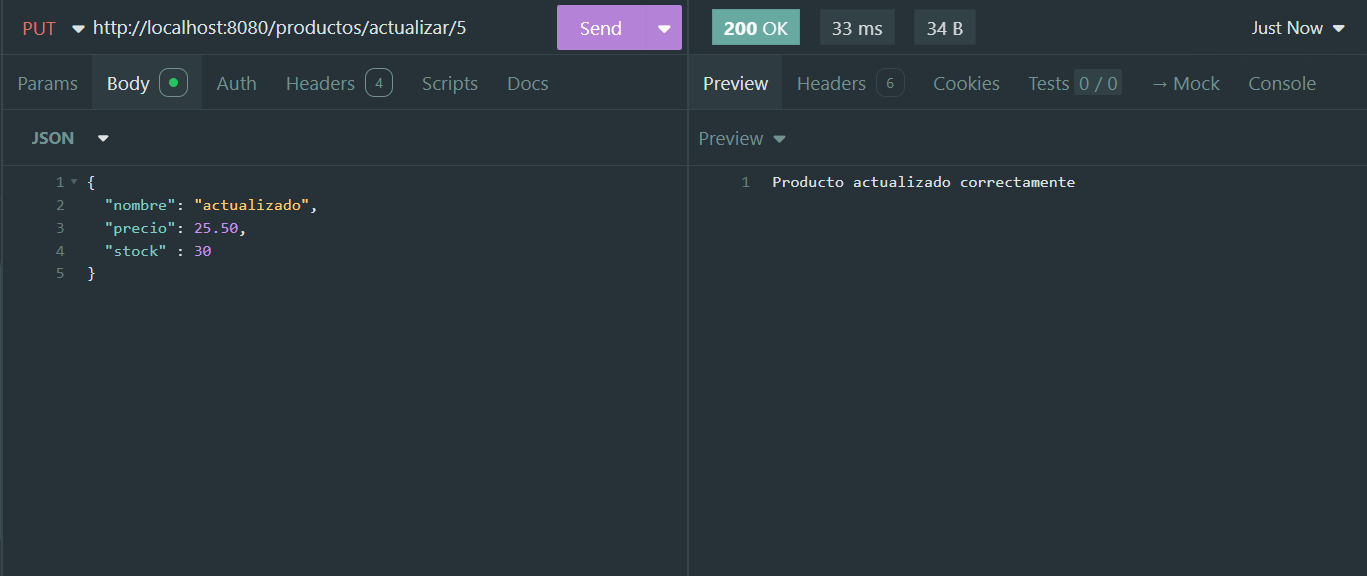 PUT http://localhost:8080/productos/actualizar/5 Send 200 OK 33 ms 34 B Just Now
Params Body Auth Headers 4 Scripts Docs Preview Headers 6 Cookies Tests 0 / 0 → Mock Console
JSON Preview
1 {
2 "nombre": "actualizado",
3 "precio": 25.50,
4 "stock" : 30
5 }
1 Producto actualizado correctamente